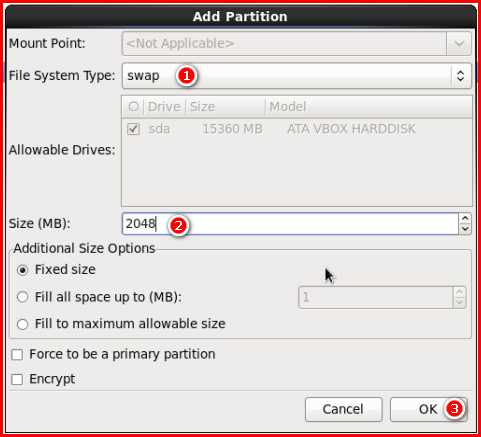 Add Partition
Mount Point: <Not Applicable>
File System Type: swap 1
Drive Size Model
sda 15360 MB ATA VBOX HARDDISK
Allowable Drives:
Size (MB): 2048 2
Additional Size Options
Fixed size
Fill all space up to (MB): 1
Fill to maximum allowable size
Force to be a primary partition
Encrypt
Cancel OK 3